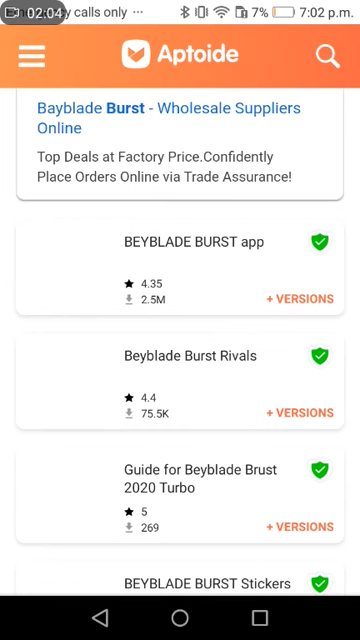 02:04
calls only ...
7%
7:02 p.m.
Aptoide
Bayblade Burst - Wholesale Suppliers
Online
Top Deals at Factory Price.Confidently
Place Orders Online via Trade Assurance!
BEYBLADE BURST app
4.35
2.5M
+ VERSIONS
Beyblade Burst Rivals
4.4
75.5K
+ VERSIONS
Guide for Beyblade Brust
2020 Turbo
5
269
+ VERSIONS
BEYBLADE BURST Stickers